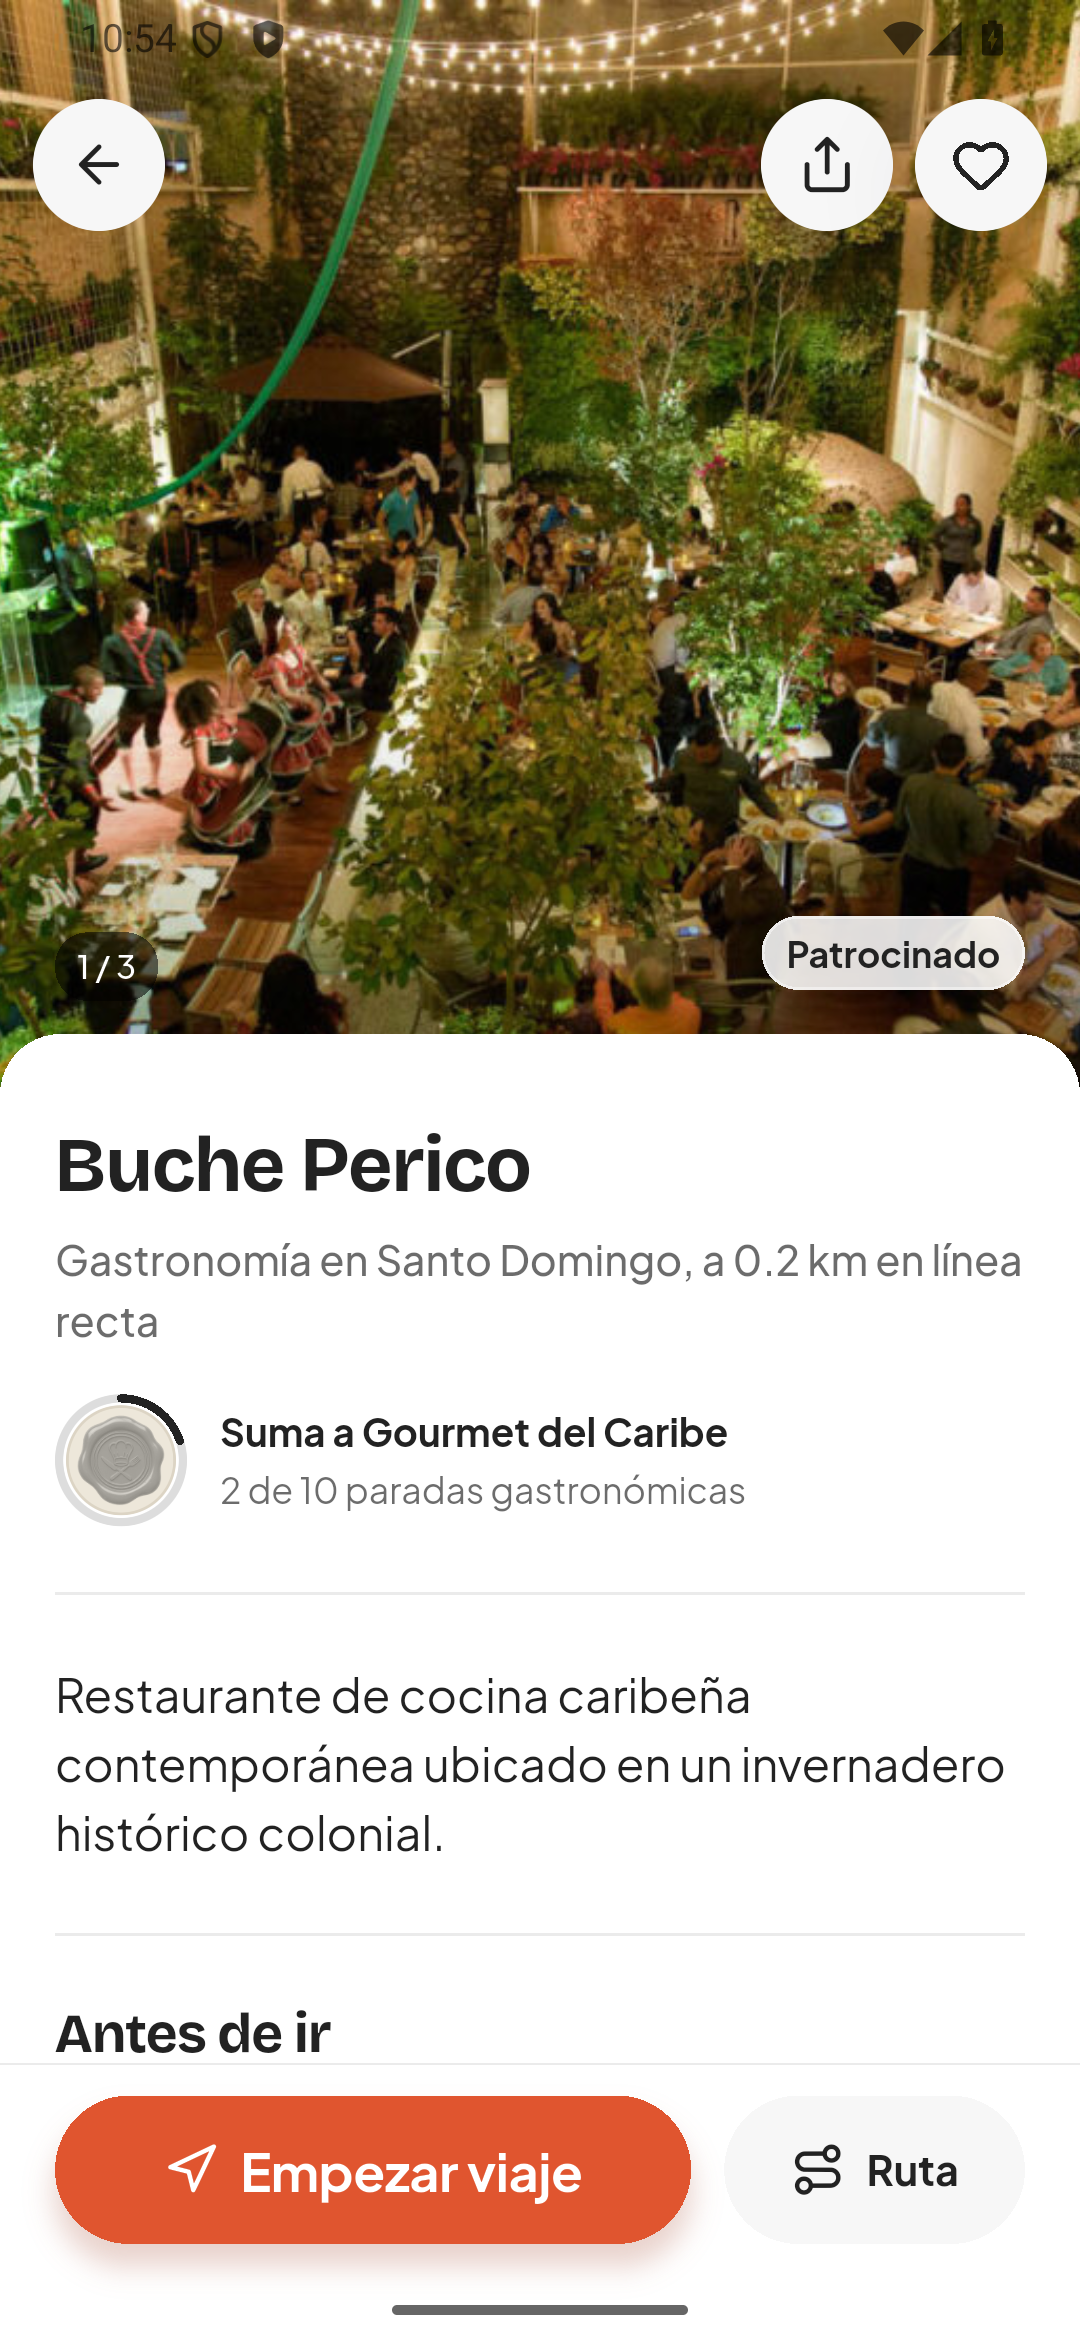 10:54
1 / 3
Patrocinado
Buche Perico
Gastronomía en Santo Domingo, a 0.2 km en línea
recta
Suma a Gourmet del Caribe
2 de 10 paradas gastronómicas
Restaurante de cocina caribeña
contemporánea ubicado en un invernadero
histórico colonial.
Antes de ir
Empezar viaje
Ruta